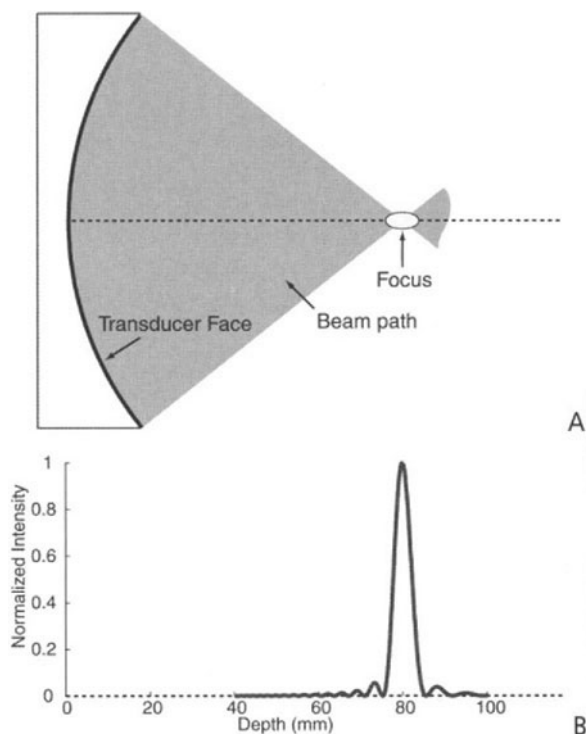 Focus
Beam path
Transducer Face
A
1
0.8
0.6
0.4
0.2
0
Normalized Intensity
0 20 40 60 80 100
Depth (mm)
B